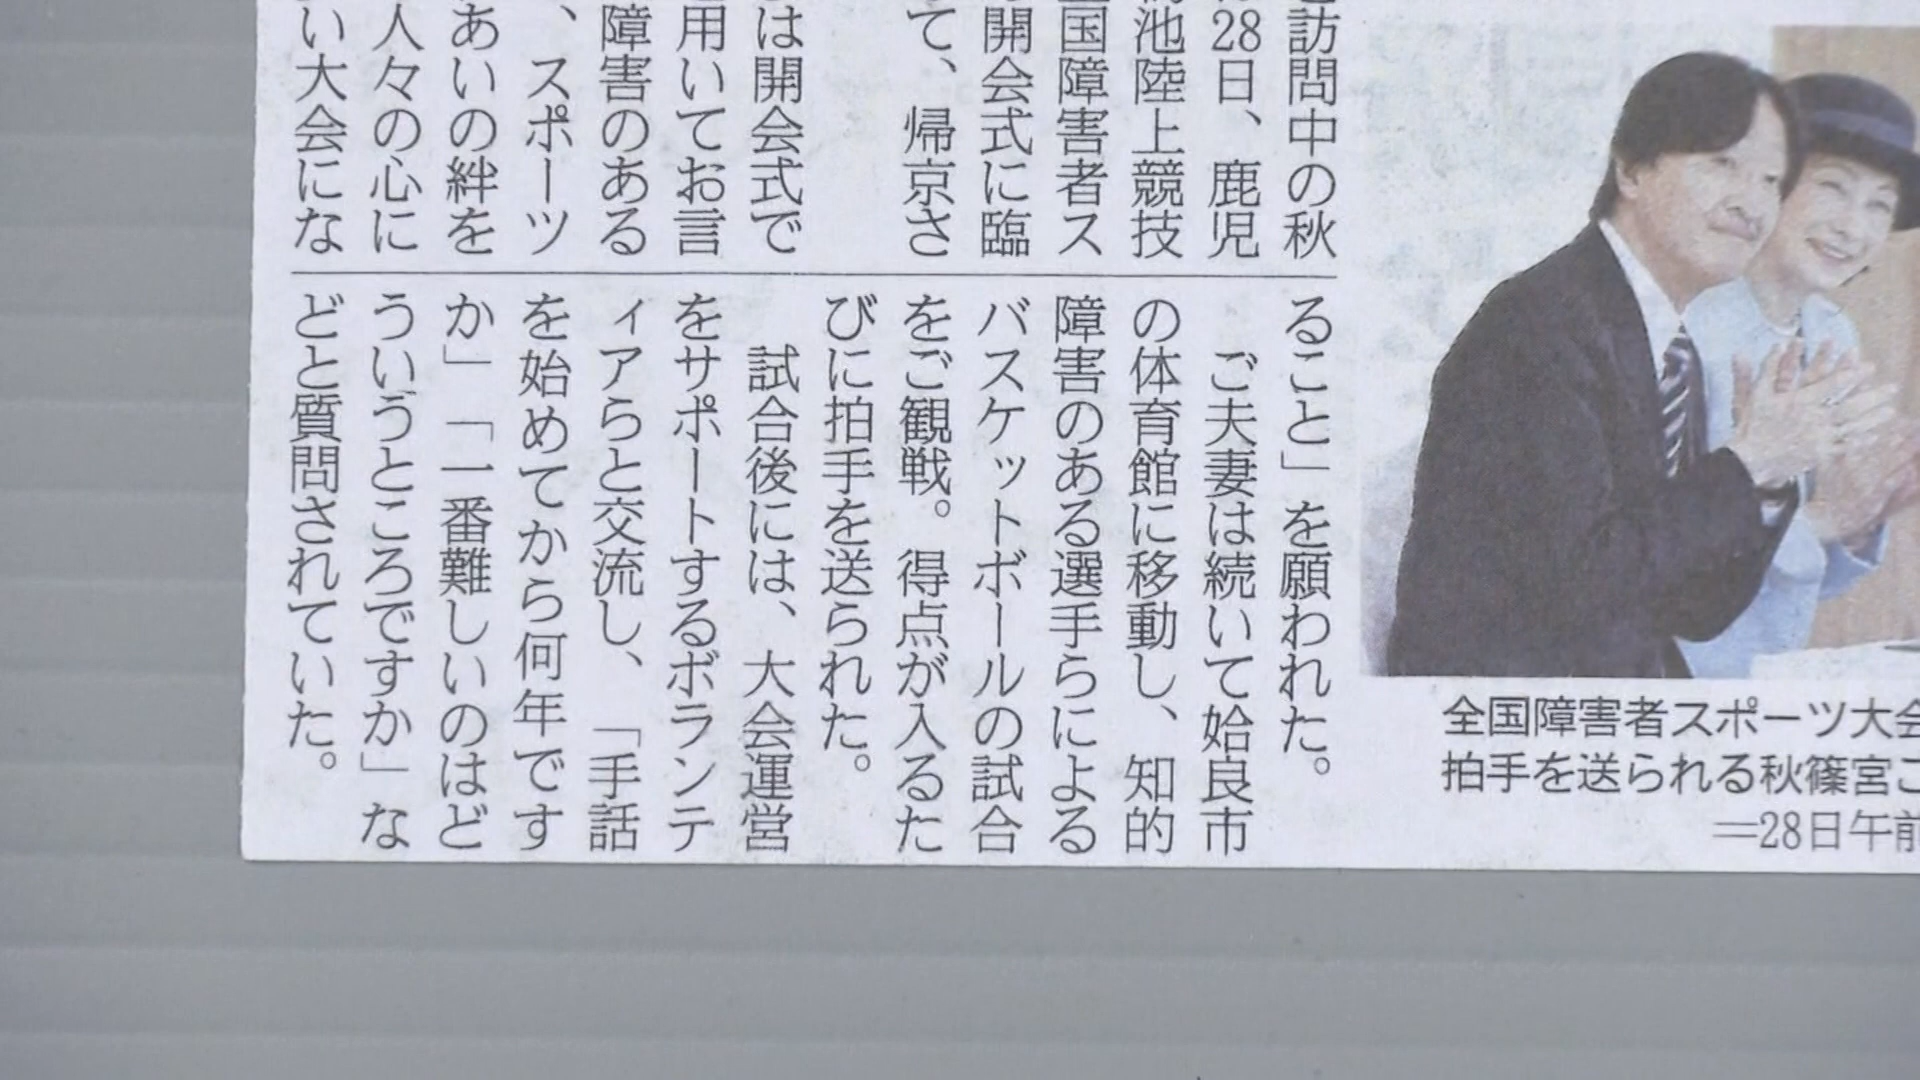 を訪問中の秋
28日、鹿児
池陸上競技
国障害者ス
開会式に臨
て、帰京さ
は開会式で
用いてお言
障害のある
、スポーツ
あいの絆を
人々の心に
い大会にな
ること」を願われた。
ご夫妻は続いて姶良市
の体育館に移動し、知的
障害のある選手らによる
バスケットボールの試合
をご観戦。得点が入るた
びに拍手を送られた。
試合後には、大会運営
をサポートするボランテ
ィアらと交流し、「手話
を始めてから何年です
か」「一番難しいのはど
ういうところですか」な
どと質問されていた。
全国障害者スポーツ大会
拍手を送られる秋篠宮ご
＝28日午前